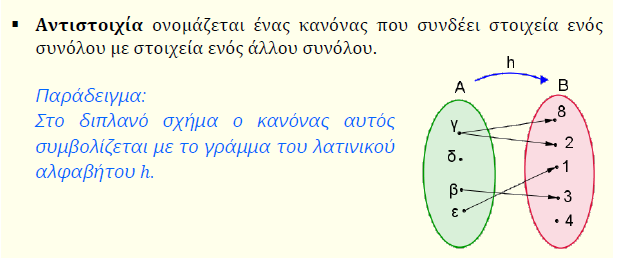 ▪ Αντιστοιχία ονομάζεται ένας κανόνας που συνδέει στοιχεία ενός
συνόλου με στοιχεία ενός άλλου συνόλου.
Παράδειγμα:
Στο διπλανό σχήμα ο κανόνας αυτός
συμβολίζεται με το γράμμα του λατινικού
αλφαβήτου h.
h
A B
γ 8
2
δ 1
β 3
ε 4